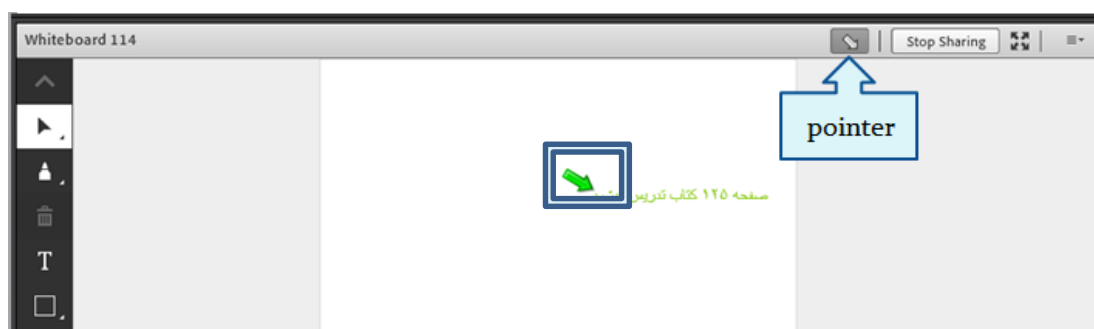 Whiteboard 114
Stop Sharing
pointer
صفحه ۱۲۵ کتاب تدریس
T